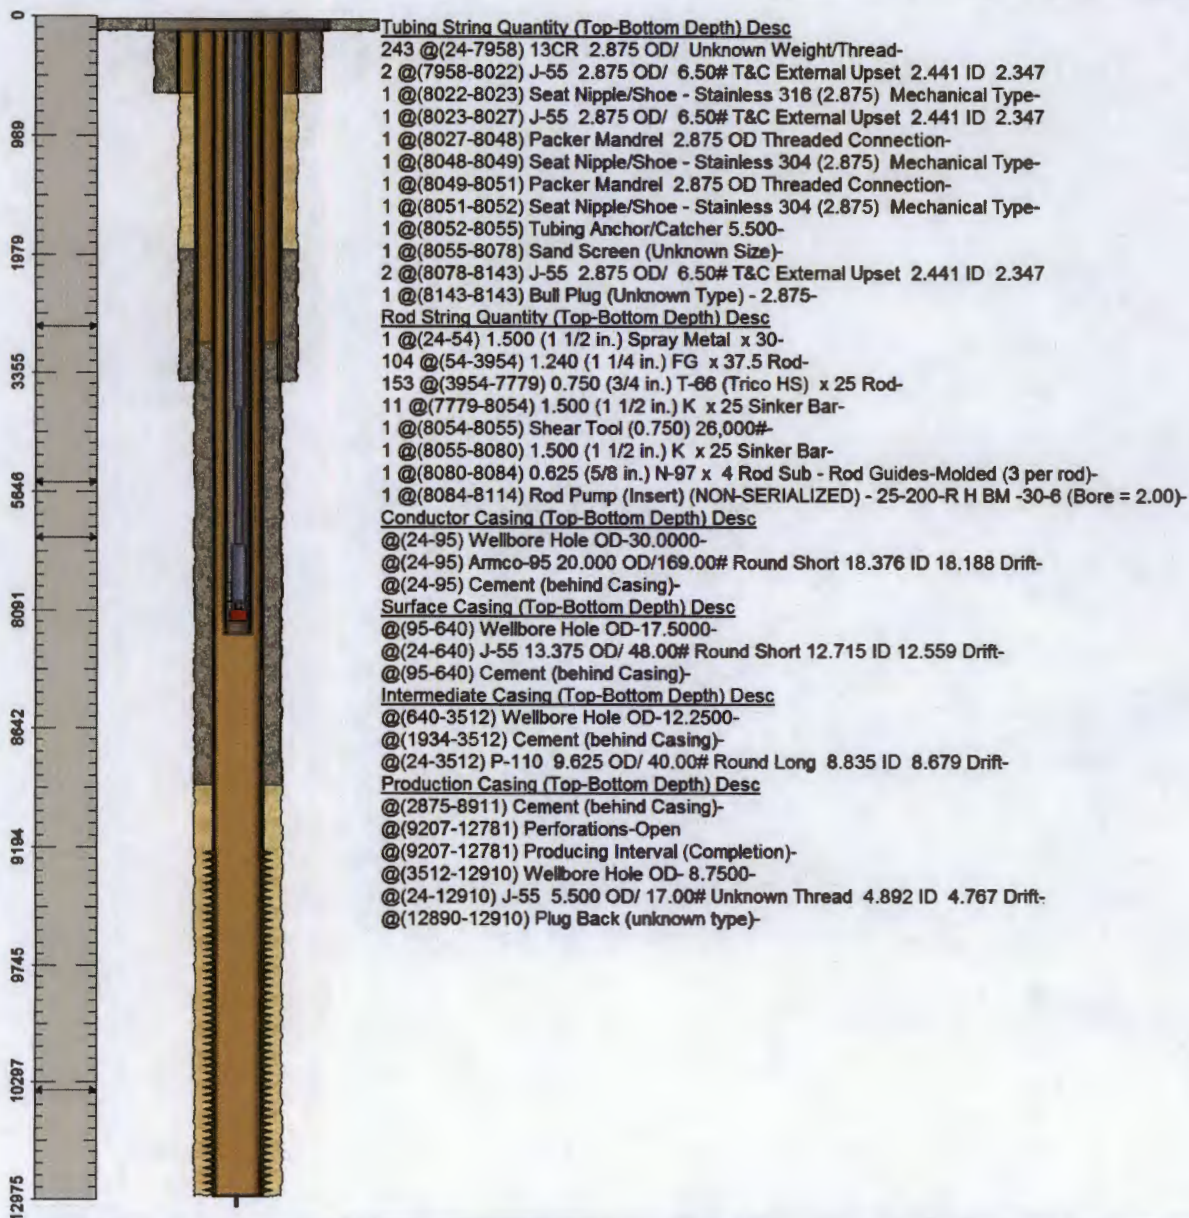 Tubing String Quantity (Top-Bottom Depth) Desc
243 @(24-7958) 13CR 2.875 OD/ Unknown Weight/Thread-
2 @(7958-8022) J-55 2.875 OD/ 6.50# T&C External Upset 2.441 ID 2.347
1 @(8022-8023) Seat Nipple/Shoe - Stainless 316 (2.875) Mechanical Type-
1 @(8023-8027) J-55 2.875 OD/ 6.50# T&C External Upset 2.441 ID 2.347
1 @(8027-8048) Packer Mandrel 2.875 OD Threaded Connection-
1 @(8048-8049) Seat Nipple/Shoe - Stainless 304 (2.875) Mechanical Type-
1 @(8049-8051) Packer Mandrel 2.875 OD Threaded Connection-
1 @(8051-8052) Seat Nipple/Shoe - Stainless 304 (2.875) Mechanical Type-
1 @(8052-8055) Tubing Anchor/Catcher 5.500-
1 @(8055-8078) Sand Screen (Unknown Size)-
2 @(8078-8143) J-55 2.875 OD/ 6.50# T&C External Upset 2.441 ID 2.347
1 @(8143-8143) Bull Plug (Unknown Type) - 2.875-
Rod String Quantity (Top-Bottom Depth) Desc
1 @(24-54) 1.500 (1 1/2 in.) Spray Metal x 30-
104 @(54-3954) 1.240 (1 1/4 in.) FG x 37.5 Rod-
153 @(3954-7779) 0.750 (3/4 in.) T-66 (Trico HS) x 25 Rod-
11 @(7779-8054) 1.500 (1 1/2 in.) K x 25 Sinker Bar-
1 @(8054-8055) Shear Tool (0.750) 26,000#-
1 @(8055-8080) 1.500 (1 1/2 in.) K x 25 Sinker Bar-
1 @(8080-8084) 0.625 (5/8 in.) N-97 x 4 Rod Sub - Rod Guides-Molded (3 per rod)-
1 @(8084-8114) Rod Pump (Insert) (NON-SERIALIZED) - 25-200-R H BM -30-6 (Bore = 2.00)-
Conductor Casing (Top-Bottom Depth) Desc
@(24-95) Wellbore Hole OD-30.0000-
@(24-95) Armco-95 20.000 OD/169.00# Round Short 18.376 ID 18.188 Drift-
@(24-95) Cement (behind Casing)-
Surface Casing (Top-Bottom Depth) Desc
@(95-640) Wellbore Hole OD-17.5000-
@(24-640) J-55 13.375 OD/ 48.00# Round Short 12.715 ID 12.559 Drift-
@(95-640) Cement (behind Casing)-
Intermediate Casing (Top-Bottom Depth) Desc
@(640-3512) Wellbore Hole OD-12.2500-
@(1934-3512) Cement (behind Casing)-
@(24-3512) P-110 9.625 OD/ 40.00# Round Long 8.835 ID 8.679 Drift-
Production Casing (Top-Bottom Depth) Desc
@(2875-8911) Cement (behind Casing)-
@(9207-12781) Perforations-Open
@(9207-12781) Producing Interval (Completion)-
@(3512-12910) Wellbore Hole OD- 8.7500-
@(24-12910) J-55 5.500 OD/ 17.00# Unknown Thread 4.892 ID 4.767 Drift-
@(12890-12910) Plug Back (unknown type)-
0
989
1979
3355
5646
8091
8642
9194
9745
10297
12975